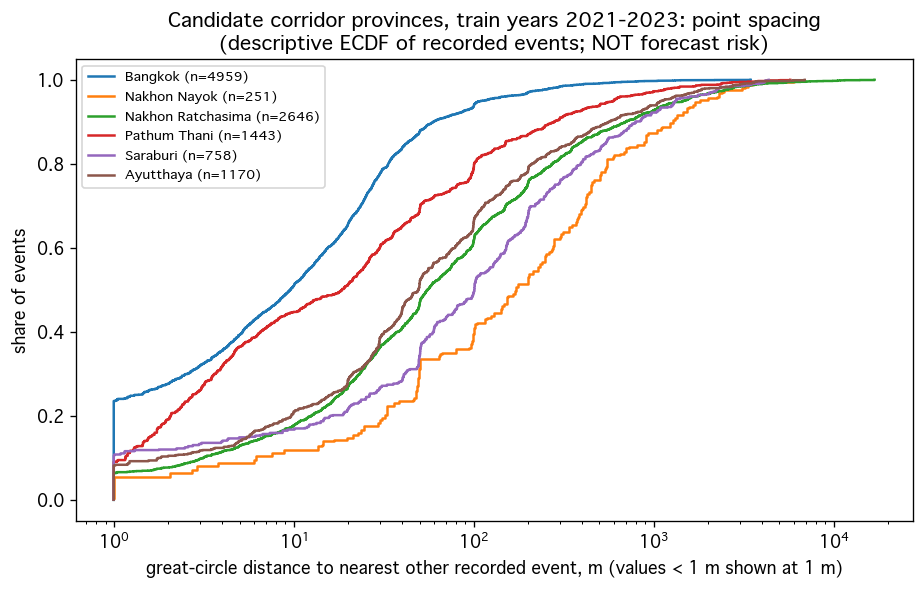 Candidate corridor provinces, train years 2021-2023: point spacing
(descriptive ECDF of recorded events; NOT forecast risk)
Bangkok (n=4959)
Nakhon Nayok (n=251)
Nakhon Ratchasima (n=2646)
Pathum Thani (n=1443)
Saraburi (n=758)
Ayutthaya (n=1170)
share of events
1.0
0.8
0.6
0.4
0.2
0.0
10⁰ 10¹ 10² 10³ 10⁴
great-circle distance to nearest other recorded event, m (values < 1 m shown at 1 m)